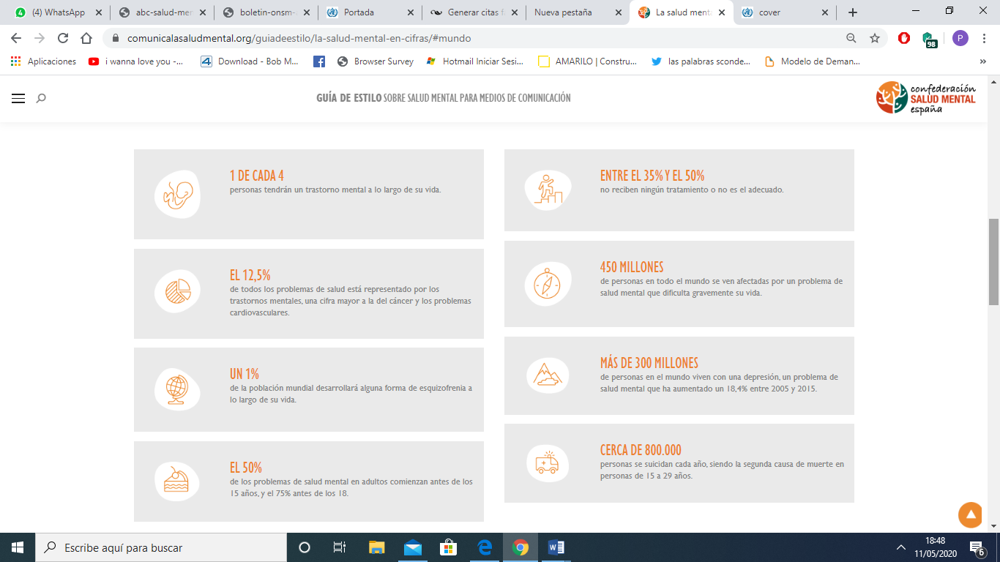 (4) WhatsApp
abc-salud-mer
boletin-onsm-
Portada
Generar citas f
Nueva pestaña
La salud menta
cover
comunicalasaludmental.org/guiadeestilo/la-salud-mental-en-cifras/#mundo
98
P
Aplicaciones
i wanna love you -...
Download - Bob M...
Browser Survey
Hotmail Iniciar Sesi...
AMARILO | Constru...
las palabras sconde...
Modelo de Deman...
»
GUÍA DE ESTILO SOBRE SALUD MENTAL PARA MEDIOS DE COMUNICACIÓN
confederación
SALUD MENTAL
españa
1 DE CADA 4
personas tendrán un trastorno mental a lo largo de su vida.
EL 12,5%
de todos los problemas de salud está representado por los
trastornos mentales, una cifra mayor a la del cáncer y los problemas
cardiovasculares.
UN 1%
de la población mundial desarrollará alguna forma de esquizofrenia a
lo largo de su vida.
EL 50%
de los problemas de salud mental en adultos comienzan antes de los
15 años, y el 75% antes de los 18.
ENTRE EL 35% Y EL 50%
no reciben ningún tratamiento o no es el adecuado.
450 MILLONES
de personas en todo el mundo se ven afectadas por un problema de
salud mental que dificulta gravemente su vida.
MÁS DE 300 MILLONES
de personas en el mundo viven con una depresión, un problema de
salud mental que ha aumentado un 18,4% entre 2005 y 2015.
CERCA DE 800.000
personas se suicidan cada año, siendo la segunda causa de muerte en
personas de 15 a 29 años.
Escribe aquí para buscar
18:48
11/05/2020
6